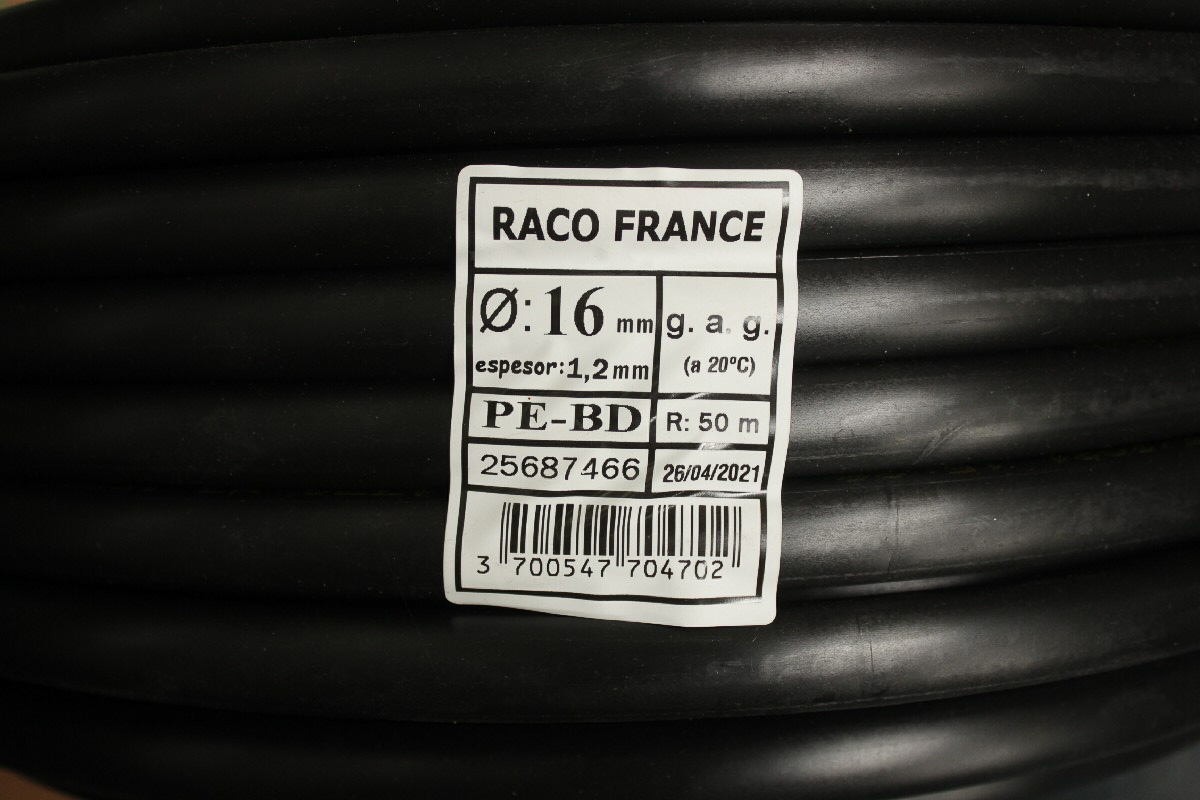 RACO FRANCE
Ø:16 mm
espesor:1,2mm
g. a. g.
(a 20ºC)
PE-BD
R: 50 m
25687466
26/04/2021
3 700547 704702